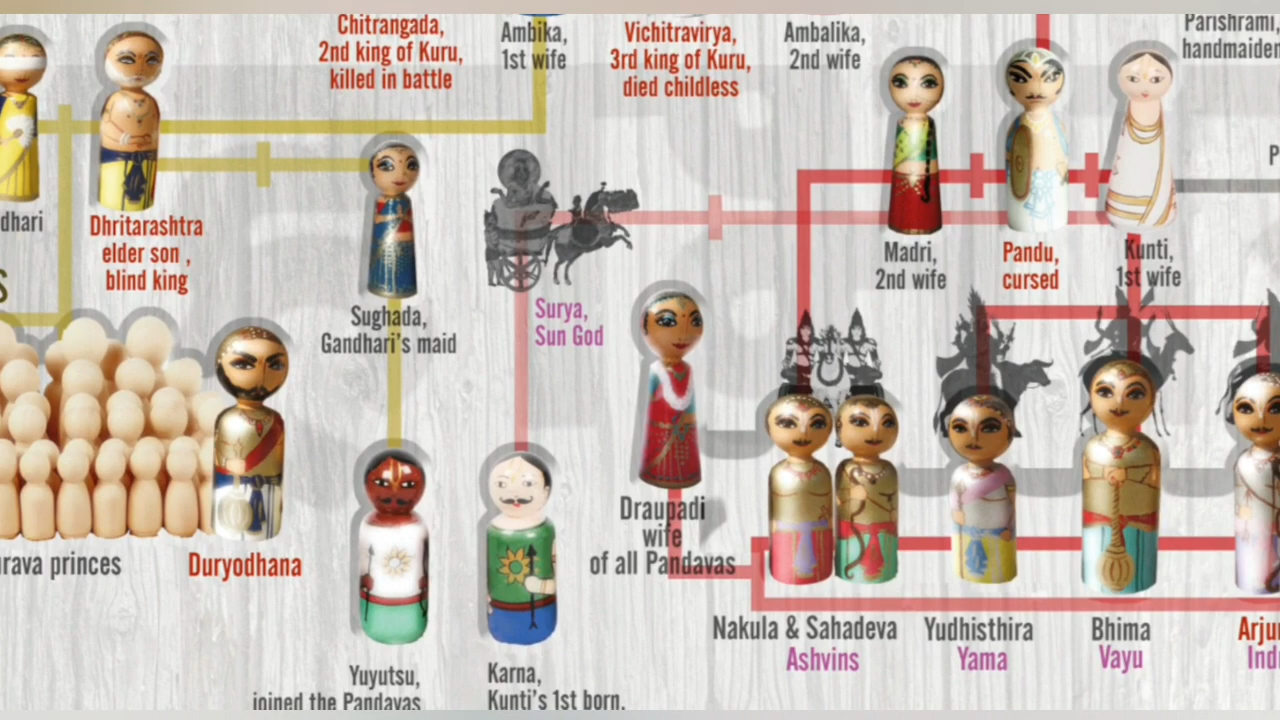 Chitrangada,
2nd king of Kuru,
killed in battle
Ambika,
1st wife
Vichitravirya,
3rd king of Kuru,
died childless
Ambalika,
2nd wife
Parishrami,
handmaiden
dhari
Dhritarashtra
elder son ,
blind king
Madri,
2nd wife
Pandu,
cursed
Kunti,
1st wife
P
S
Sughada,
Gandhari's maid
Surya,
Sun God
Draupadi
wife
of all Pandavas
urava princes
Duryodhana
Nakula & Sahadeva
Ashvins
Yudhisthira
Yama
Bhima
Vayu
Arju
Ind
Yuyutsu,
joined the Pandavas
Karna,
Kunti's 1st born,